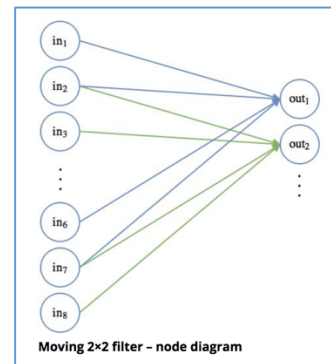 in₁
in₂
in₃
in₆
in₇
in₈
out₁
out₂
Moving 2×2 filter – node diagram